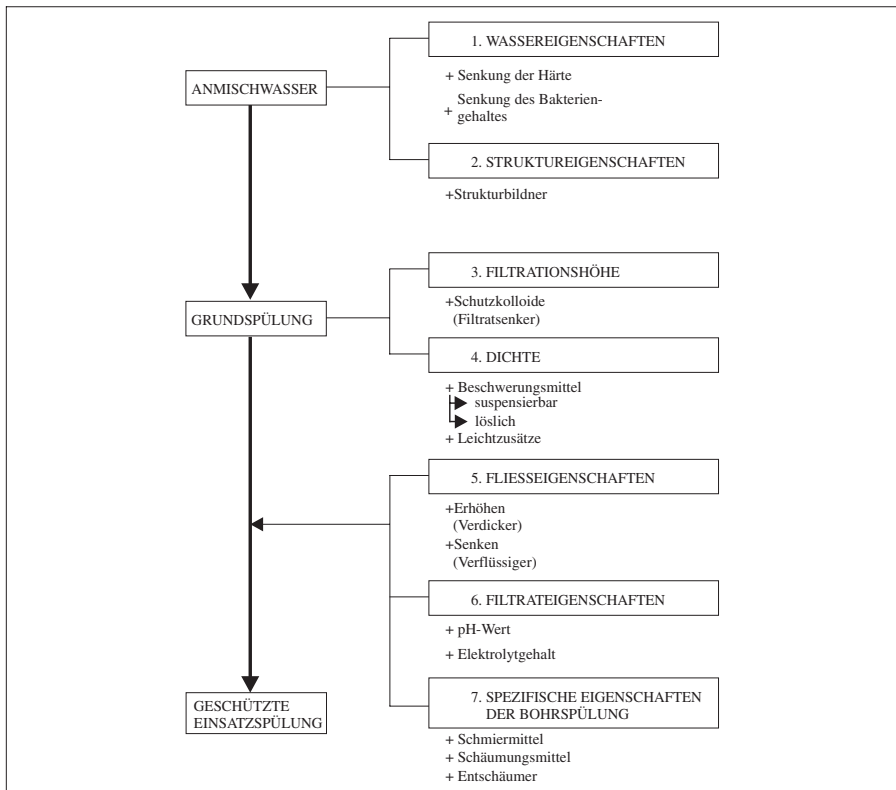 1. WASSEREIGENSCHAFTEN
ANMISCHWASSER
+ Senkung der Härte
+ Senkung des Bakterien-
gehaltes
2. STRUKTUREIGENSCHAFTEN
+Strukturbildner
3. FILTRATIONSHÖHE
GRUNDSPÜLUNG
+Schutzkolloide
(Filtratsenker)
4. DICHTE
+ Beschwerungsmittel
suspensierbar
löslich
+ Leichtzusätze
5. FLIESSEIGENSCHAFTEN
+Erhöhen
(Verdicker)
+Senken
(Verflüssiger)
6. FILTRATEIGENSCHAFTEN
+ pH-Wert
+ Elektrolytgehalt
GESCHÜTZTE
EINSATZSPÜLUNG
7. SPEZIFISCHE EIGENSCHAFTEN
DER BOHRSPÜLUNG
+ Schmiermittel
+ Schäumungsmittel
+ Entschäumer